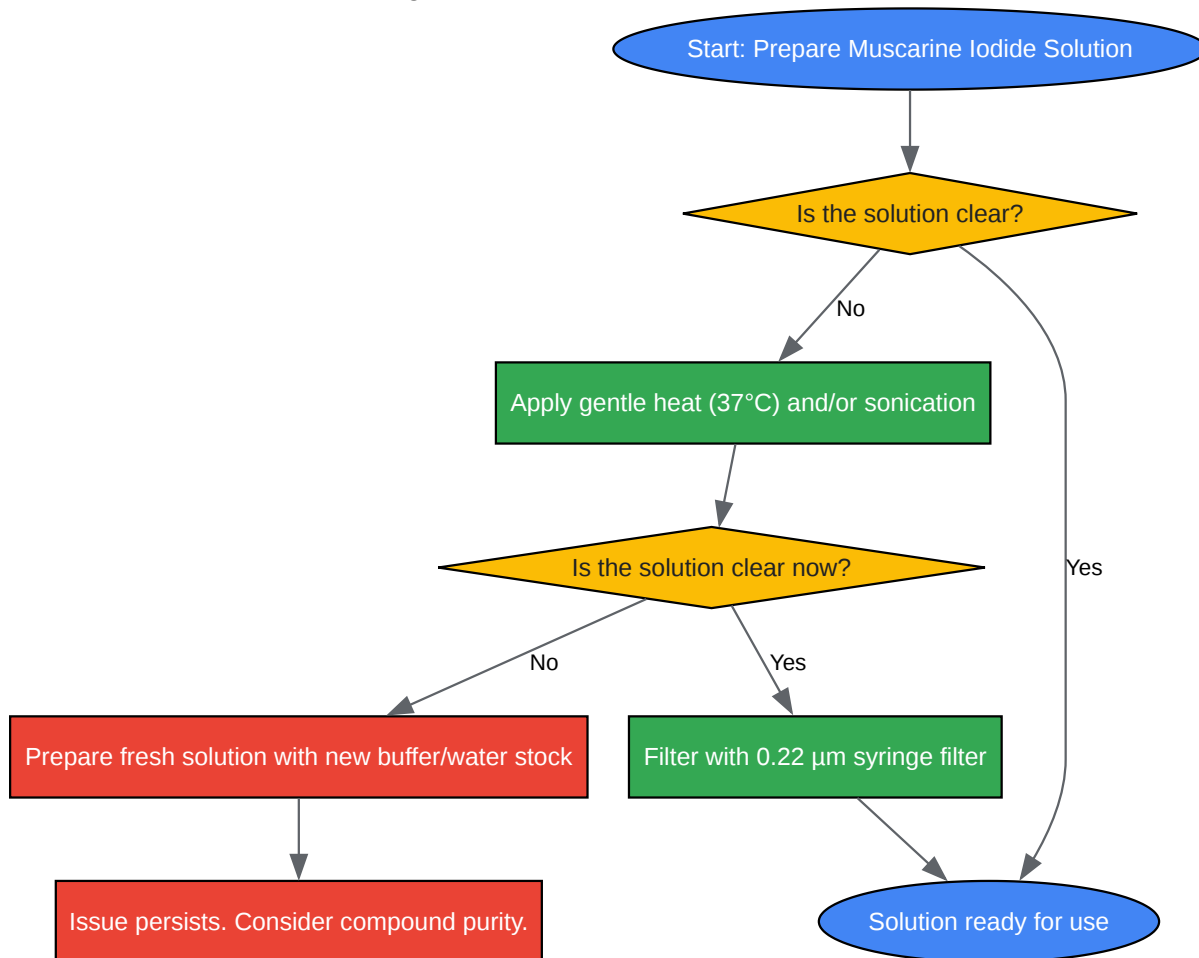 Start: Prepare Muscarine Iodide Solution
Is the solution clear?
No
Apply gentle heat (37°C) and/or sonication
Is the solution clear now?
Yes
No
Yes
Prepare fresh solution with new buffer/water stock
Filter with 0.22 µm syringe filter
Issue persists. Consider compound purity.
Solution ready for use